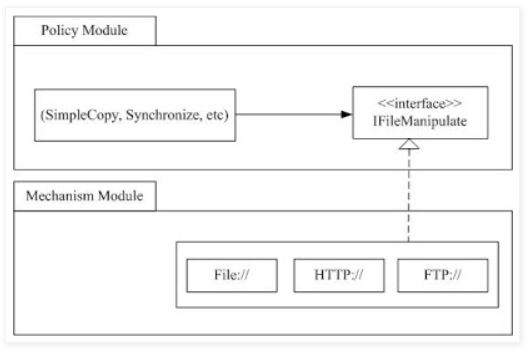 Policy Module
(SimpleCopy, Synchronize, etc)
<<interface>>
IFileManipulate
Mechanism Module
File://
HTTP://
FTP://